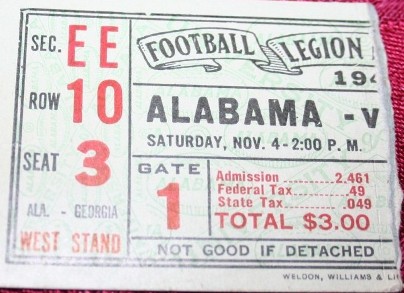 SEC. EE
ROW 10
SEAT 3
ALA. - GEORGIA
WEST STAND
FOOTBALL LEGION
194
ALABAMA - V
SATURDAY, NOV. 4-2:00 P. M.
GATE
1
Admission ........ 2.461
Federal Tax ..... .49
State Tax ........ .049
TOTAL $3.00
NOT GOOD IF DETACHED
WELDON, WILLIAMS & LI